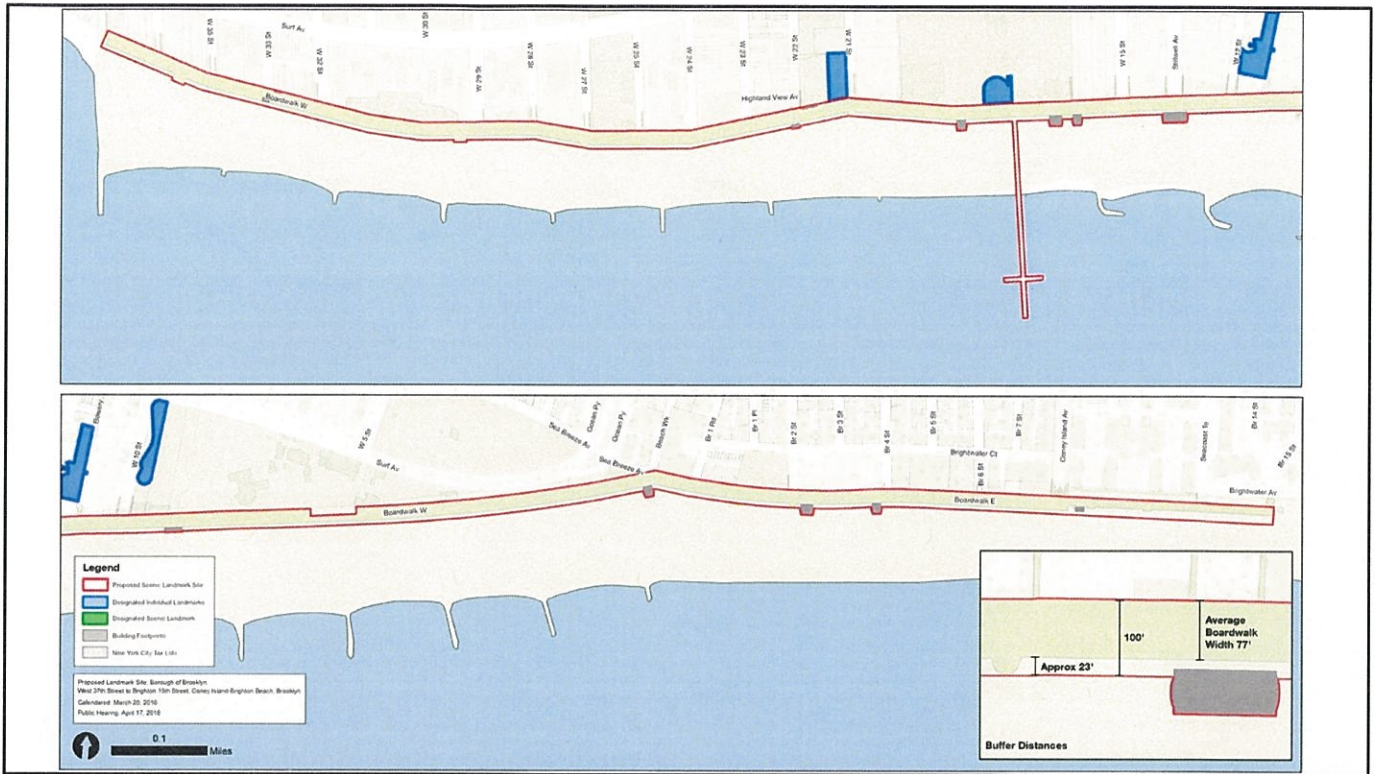 Surf Av
W 35 St
W 33 St
W 32 St
W 30 St
W 29 St
W 28 St
W 27 St
W 25 St
W 24 St
W 23 St
W 22 St
W 21 St
W 15 St
Stillwell Av
W 12 St
Boardwalk W
Highland View Av
Bowery
W 10 St
W 5 St
Surf Av
Ocean Py
Ocean Py
Sea Breeze Av
Sea Breeze Av
Beach Wk
Br 1 Rd
Br 1 Pl
Br 2 St
Br 3 St
Br 4 St
Br 5 St
Br 6 St
Br 7 St
Coney Island Av
Seacoast Te
Br 14 St
Br 15 St
Brightwater Ct
Brightwater Av
Boardwalk W
Boardwalk E
Legend
Proposed Scenic Landmark Site
Designated Individual Landmarks
Designated Scenic Landmark
Building Footprints
New York City Tax Lots
Proposed Landmark Site: Borough of Brooklyn
West 37th Street to Brighton 15th Street, Coney Island-Brighton Beach, Brooklyn
Calendared: March 20, 2018
Public Hearing: April 17, 2018
0.1
Miles
100'
Average
Boardwalk
Width 77'
Approx 23'
Buffer Distances